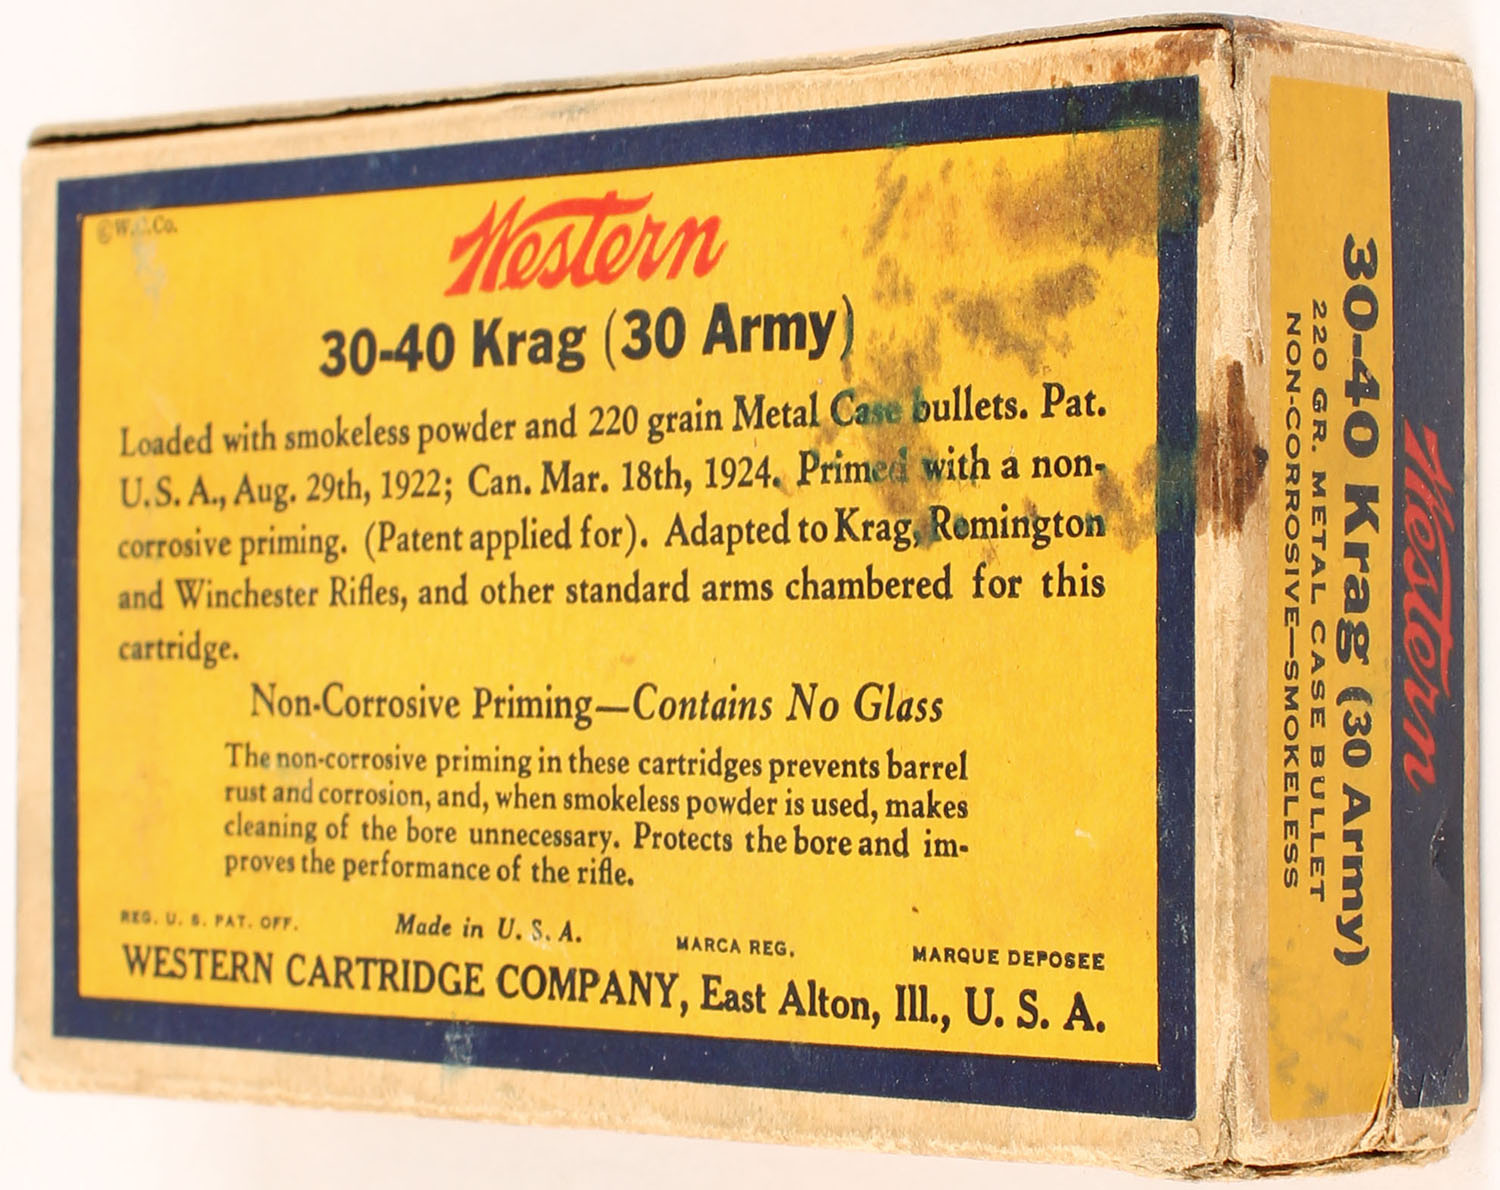 ©W.C.Co.
Western
30-40 Krag (30 Army)
Loaded with smokeless powder and 220 grain Metal Case bullets. Pat.
U.S.A., Aug. 29th, 1922; Can. Mar. 18th, 1924. Primed with a non-
corrosive priming. (Patent applied for). Adapted to Krag, Remington
and Winchester Rifles, and other standard arms chambered for this
cartridge.
Non-Corrosive Priming—Contains No Glass
The non-corrosive priming in these cartridges prevents barrel
rust and corrosion, and, when smokeless powder is used, makes
cleaning of the bore unnecessary. Protects the bore and im-
proves the performance of the rifle.
REG. U. S. PAT. OFF. Made in U. S. A. MARCA REG. MARQUE DEPOSEE
WESTERN CARTRIDGE COMPANY, East Alton, Ill., U. S. A.
Western
30-40 Krag (30 Army)
220 GR. METAL CASE BULLET
NON-CORROSIVE—SMOKELESS